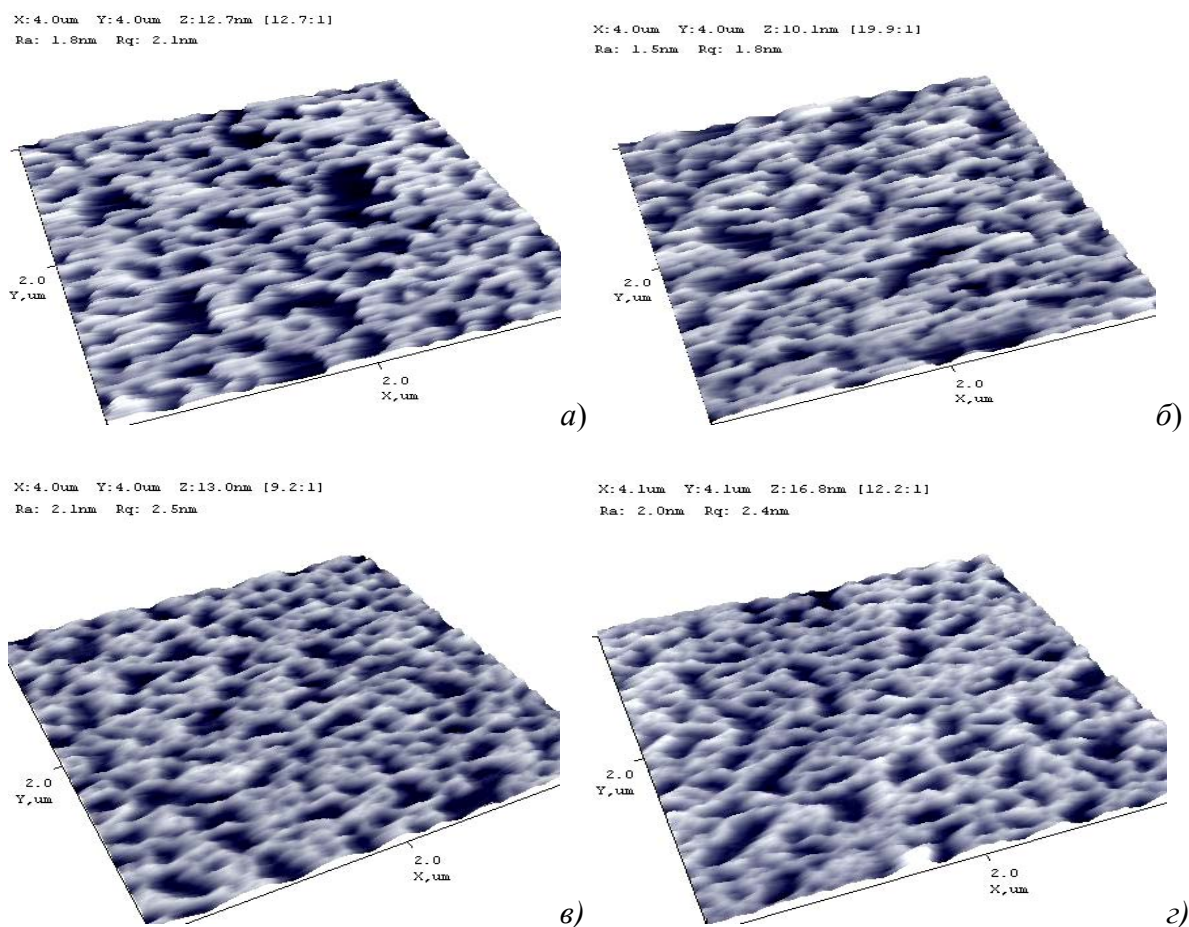 X:4.0um Y:4.0um Z:12.7nm [12.7:1]
Ra: 1.8nm Rq: 2.1nm
2.0
Y,um
2.0
X,um
а)
X:4.0um Y:4.0um Z:10.1nm [19.9:1]
Ra: 1.5nm Rq: 1.8nm
2.0
Y,um
2.0
X,um
б)
X:4.0um Y:4.0um Z:13.0nm [9.2:1]
Ra: 2.1nm Rq: 2.5nm
2.0
Y,um
2.0
X,um
в)
X:4.1um Y:4.1um Z:16.8nm [12.2:1]
Ra: 2.0nm Rq: 2.4nm
2.0
Y,um
2.0
X,um
г)